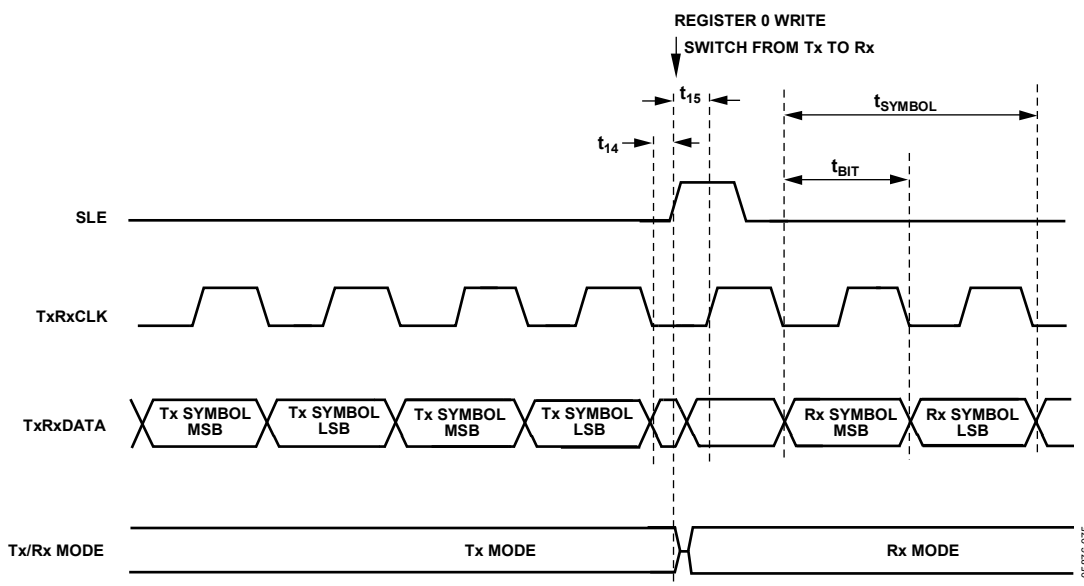 REGISTER 0 WRITE
SWITCH FROM Tx TO Rx
t15
tSYMBOL
t14
tBIT
SLE
TxRxCLK
TxRxDATA
Tx SYMBOL
MSB
Tx SYMBOL
LSB
Tx SYMBOL
MSB
Tx SYMBOL
LSB
Rx SYMBOL
MSB
Rx SYMBOL
LSB
Tx/Rx MODE
Tx MODE
Rx MODE